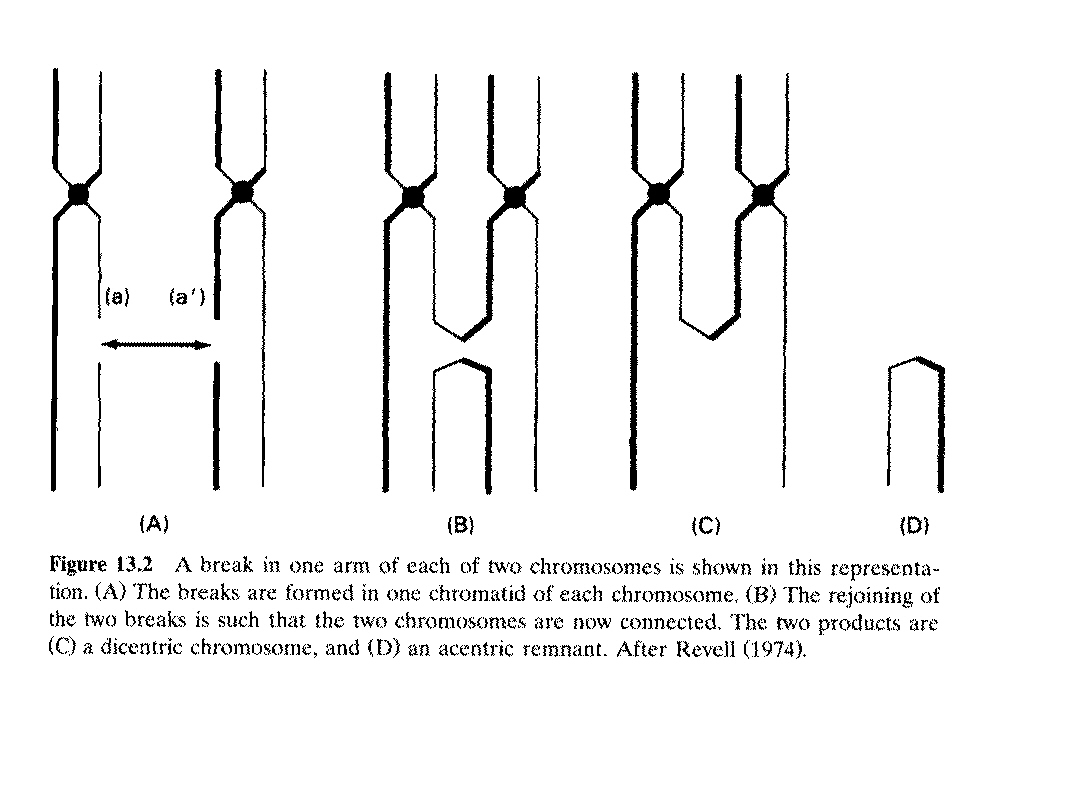 (a) (a')
(A) (B) (C) (D)
Figure 13.2 A break in one arm of each of two chromosomes is shown in this representa-
tion. (A) The breaks are formed in one chromatid of each chromosome. (B) The rejoining of
the two breaks is such that the two chromosomes are now connected. The two products are
(C) a dicentric chromosome, and (D) an acentric remnant. After Revell (1974).